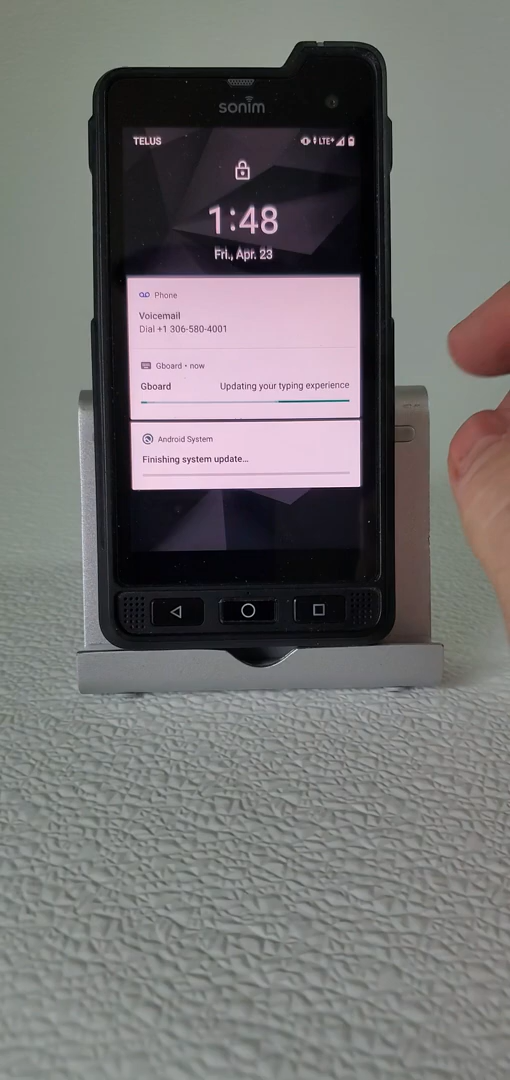 sonim
TELUS
LTE+
1:48
Fri., Apr. 23
Phone
Voicemail
Dial +1 306-580-4001
Gboard • now
Gboard Updating your typing experience
Android System
Finishing system update...